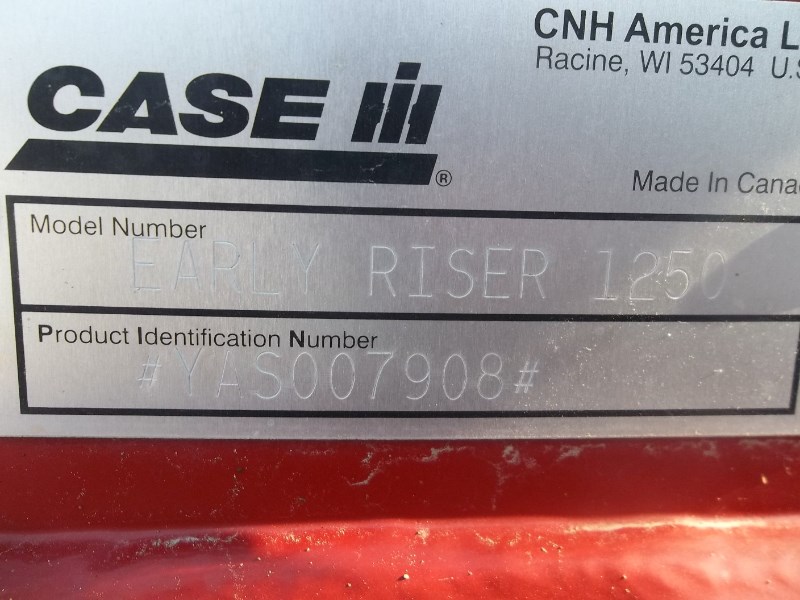 CNH America L
Racine, WI 53404 U.S
CASE IH
®
Made In Cana
Model Number
EARLY RISER 1250
Product Identification Number
#YAS007908#